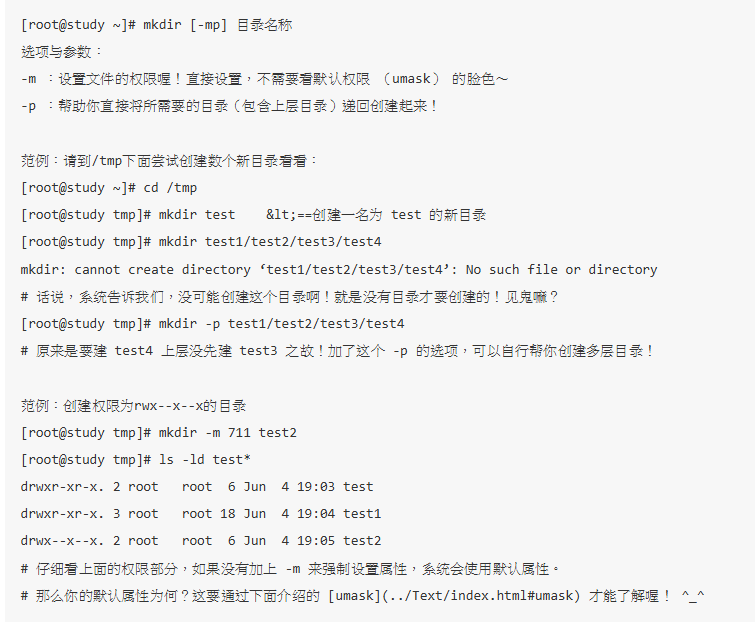 [root@study ~]# mkdir [-mp] 目录名称
选项与参数：
-m ：设置文件的权限喔！直接设置，不需要看默认权限 （umask） 的脸色～
-p ：帮助你直接将所需要的目录（包含上层目录）递回创建起来！
范例：请到/tmp下面尝试创建数个新目录看看：
[root@study ~]# cd /tmp
[root@study tmp]# mkdir test    &lt;==创建一名为 test 的新目录
[root@study tmp]# mkdir test1/test2/test3/test4
mkdir: cannot create directory ‘test1/test2/test3/test4’: No such file or directory
# 话说，系统告诉我们，没可能创建这个目录啊！就是没有目录才要创建的！见鬼嘛？
[root@study tmp]# mkdir -p test1/test2/test3/test4
# 原来是要建 test4 上层没先建 test3 之故！加了这个 -p 的选项，可以自行帮你创建多层目录！
范例：创建权限为rwx--x--x的目录
[root@study tmp]# mkdir -m 711 test2
[root@study tmp]# ls -ld test*
drwxr-xr-x. 2 root   root  6 Jun  4 19:03 test
drwxr-xr-x. 3 root   root 18 Jun  4 19:04 test1
drwx--x--x. 2 root   root  6 Jun  4 19:05 test2
# 仔细看上面的权限部分，如果没有加上 -m 来强制设置属性，系统会使用默认属性。
# 那么你的默认属性为何？这要通过下面介绍的 [umask](../Text/index.html#umask) 才能了解喔！ ^_^